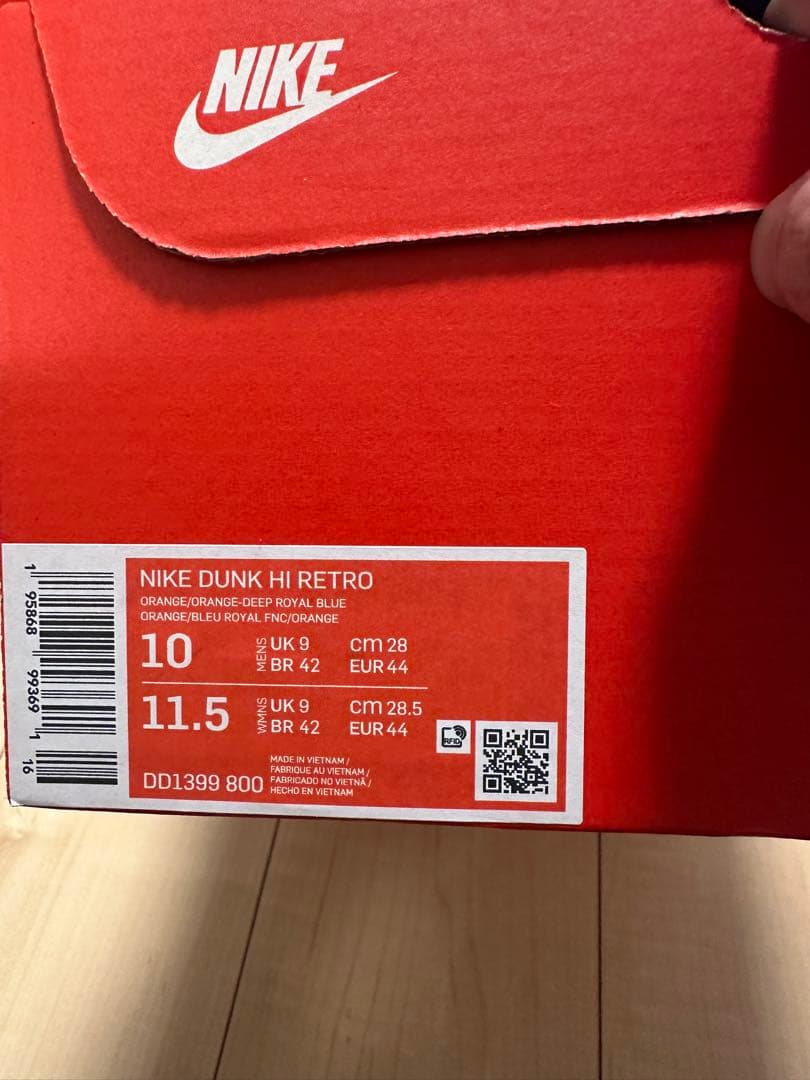 NIKE
NIKE DUNK HI RETRO
ORANGE/ORANGE-DEEP ROYAL BLUE
ORANGE/BLEU ROYAL FNC/ORANGE
10 MENS UK 9 cm 28
BR 42 EUR 44
11.5 WMNS UK 9 cm 28.5
BR 42 EUR 44
RFID
DD1399 800
MADE IN VIETNAM /
FABRIQUE AU VIETNAM /
FABRICADO NO VIETNÃ /
HECHO EN VIETNAM
1 95868 99369 1 16